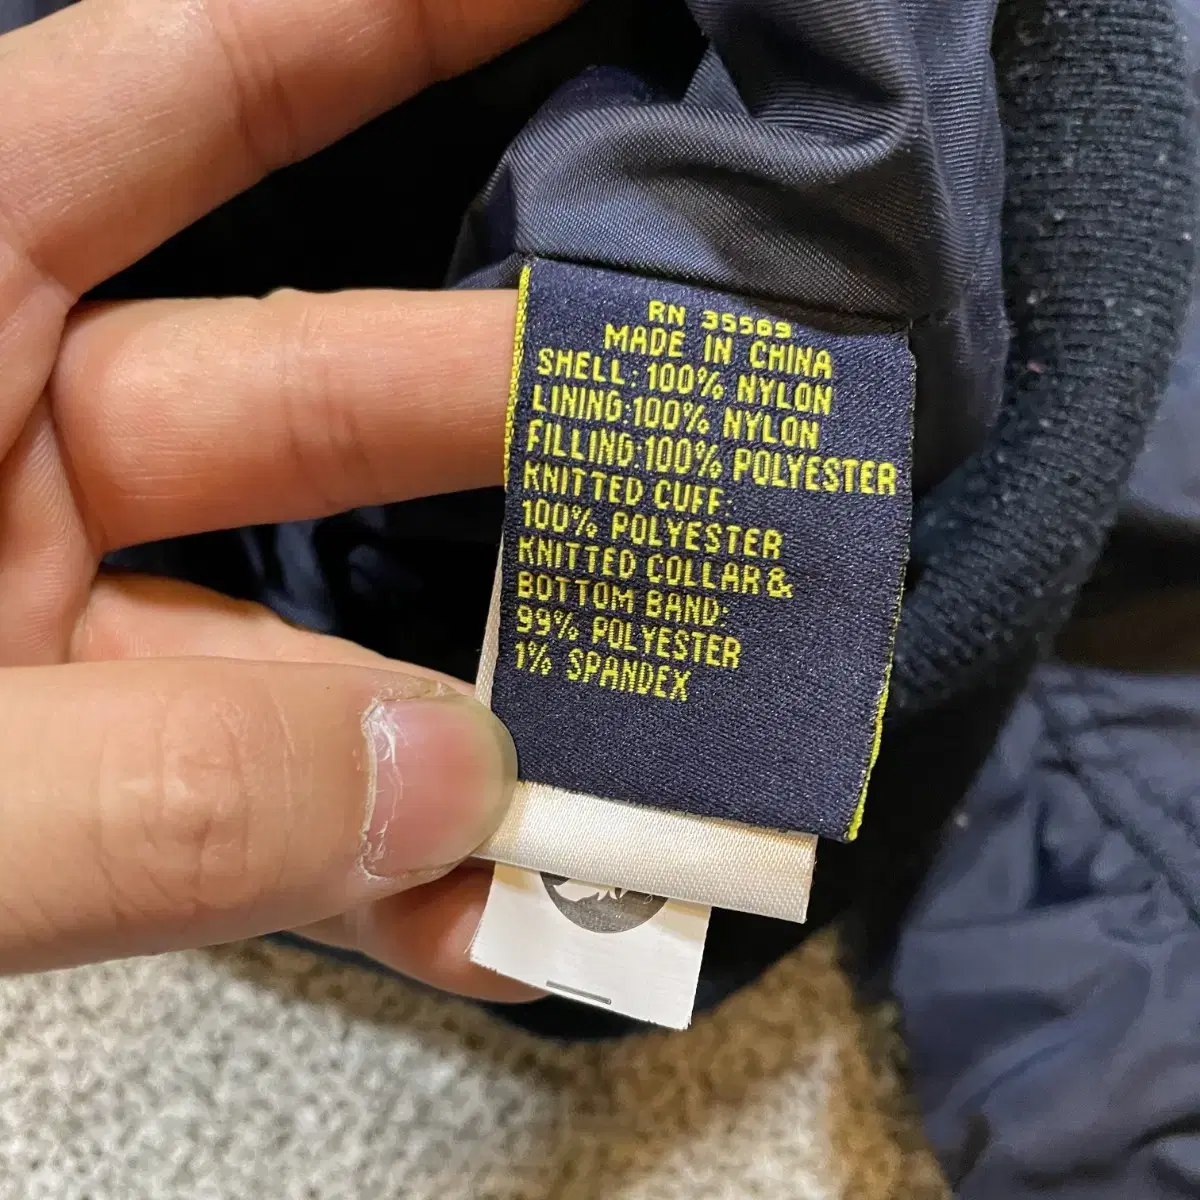 RN 35569
MADE IN CHINA
SHELL: 100% NYLON
LINING:100% NYLON
FILLING:100% POLYESTER
KNITTED CUFF:
100% POLYESTER
KNITTED COLLAR &
BOTTOM BAND:
99% POLYESTER
1% SPANDEX